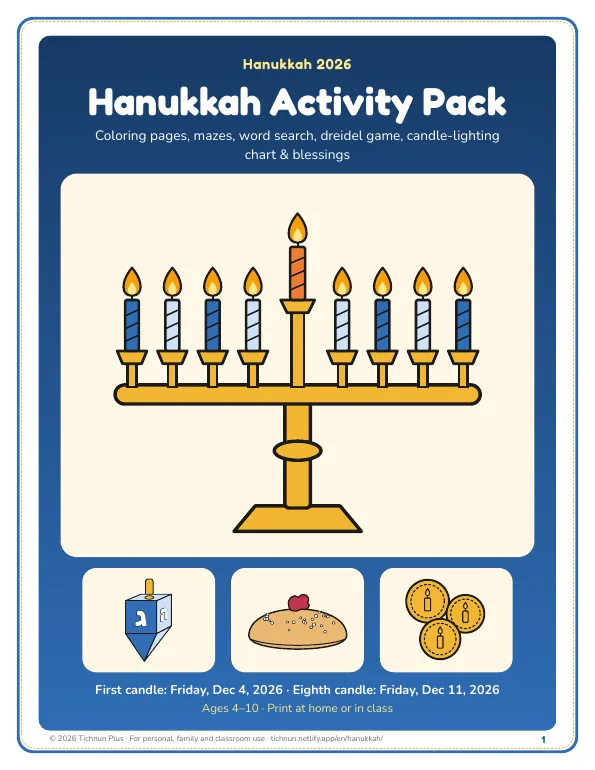 Hanukkah 2026
Hanukkah Activity Pack
Coloring pages, mazes, word search, dreidel game, candle-lighting
chart & blessings
ג
First candle: Friday, Dec 4, 2026 · Eighth candle: Friday, Dec 11, 2026
Ages 4–10 · Print at home or in class
© 2026 Tichnun Plus · For personal, family and classroom use · tichnun.netlify.app/en/hanukkah/
1